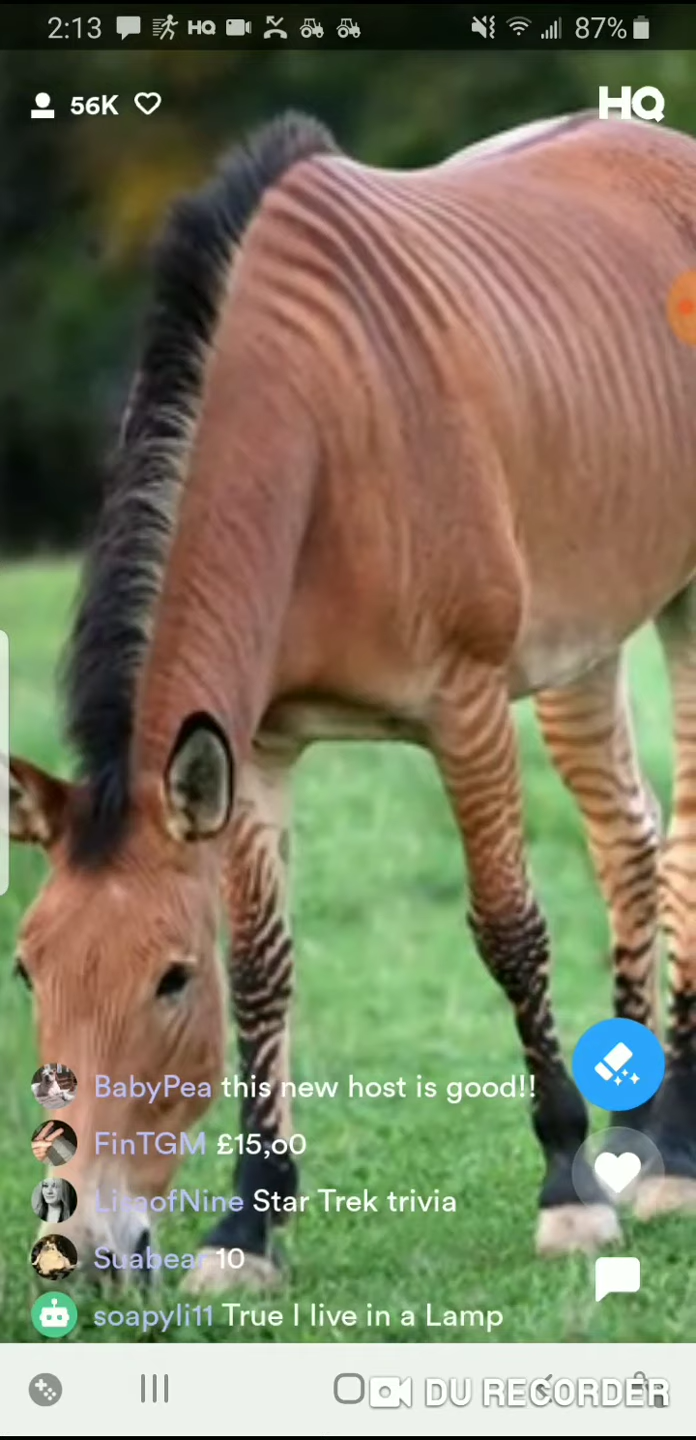 2:13
HQ
87%
56K
HQ
BabyPea this new host is good!!
FinTGM £15,o0
LisaofNine Star Trek trivia
Suabear 10
soapyli11 True I live in a Lamp
DU RECORDER